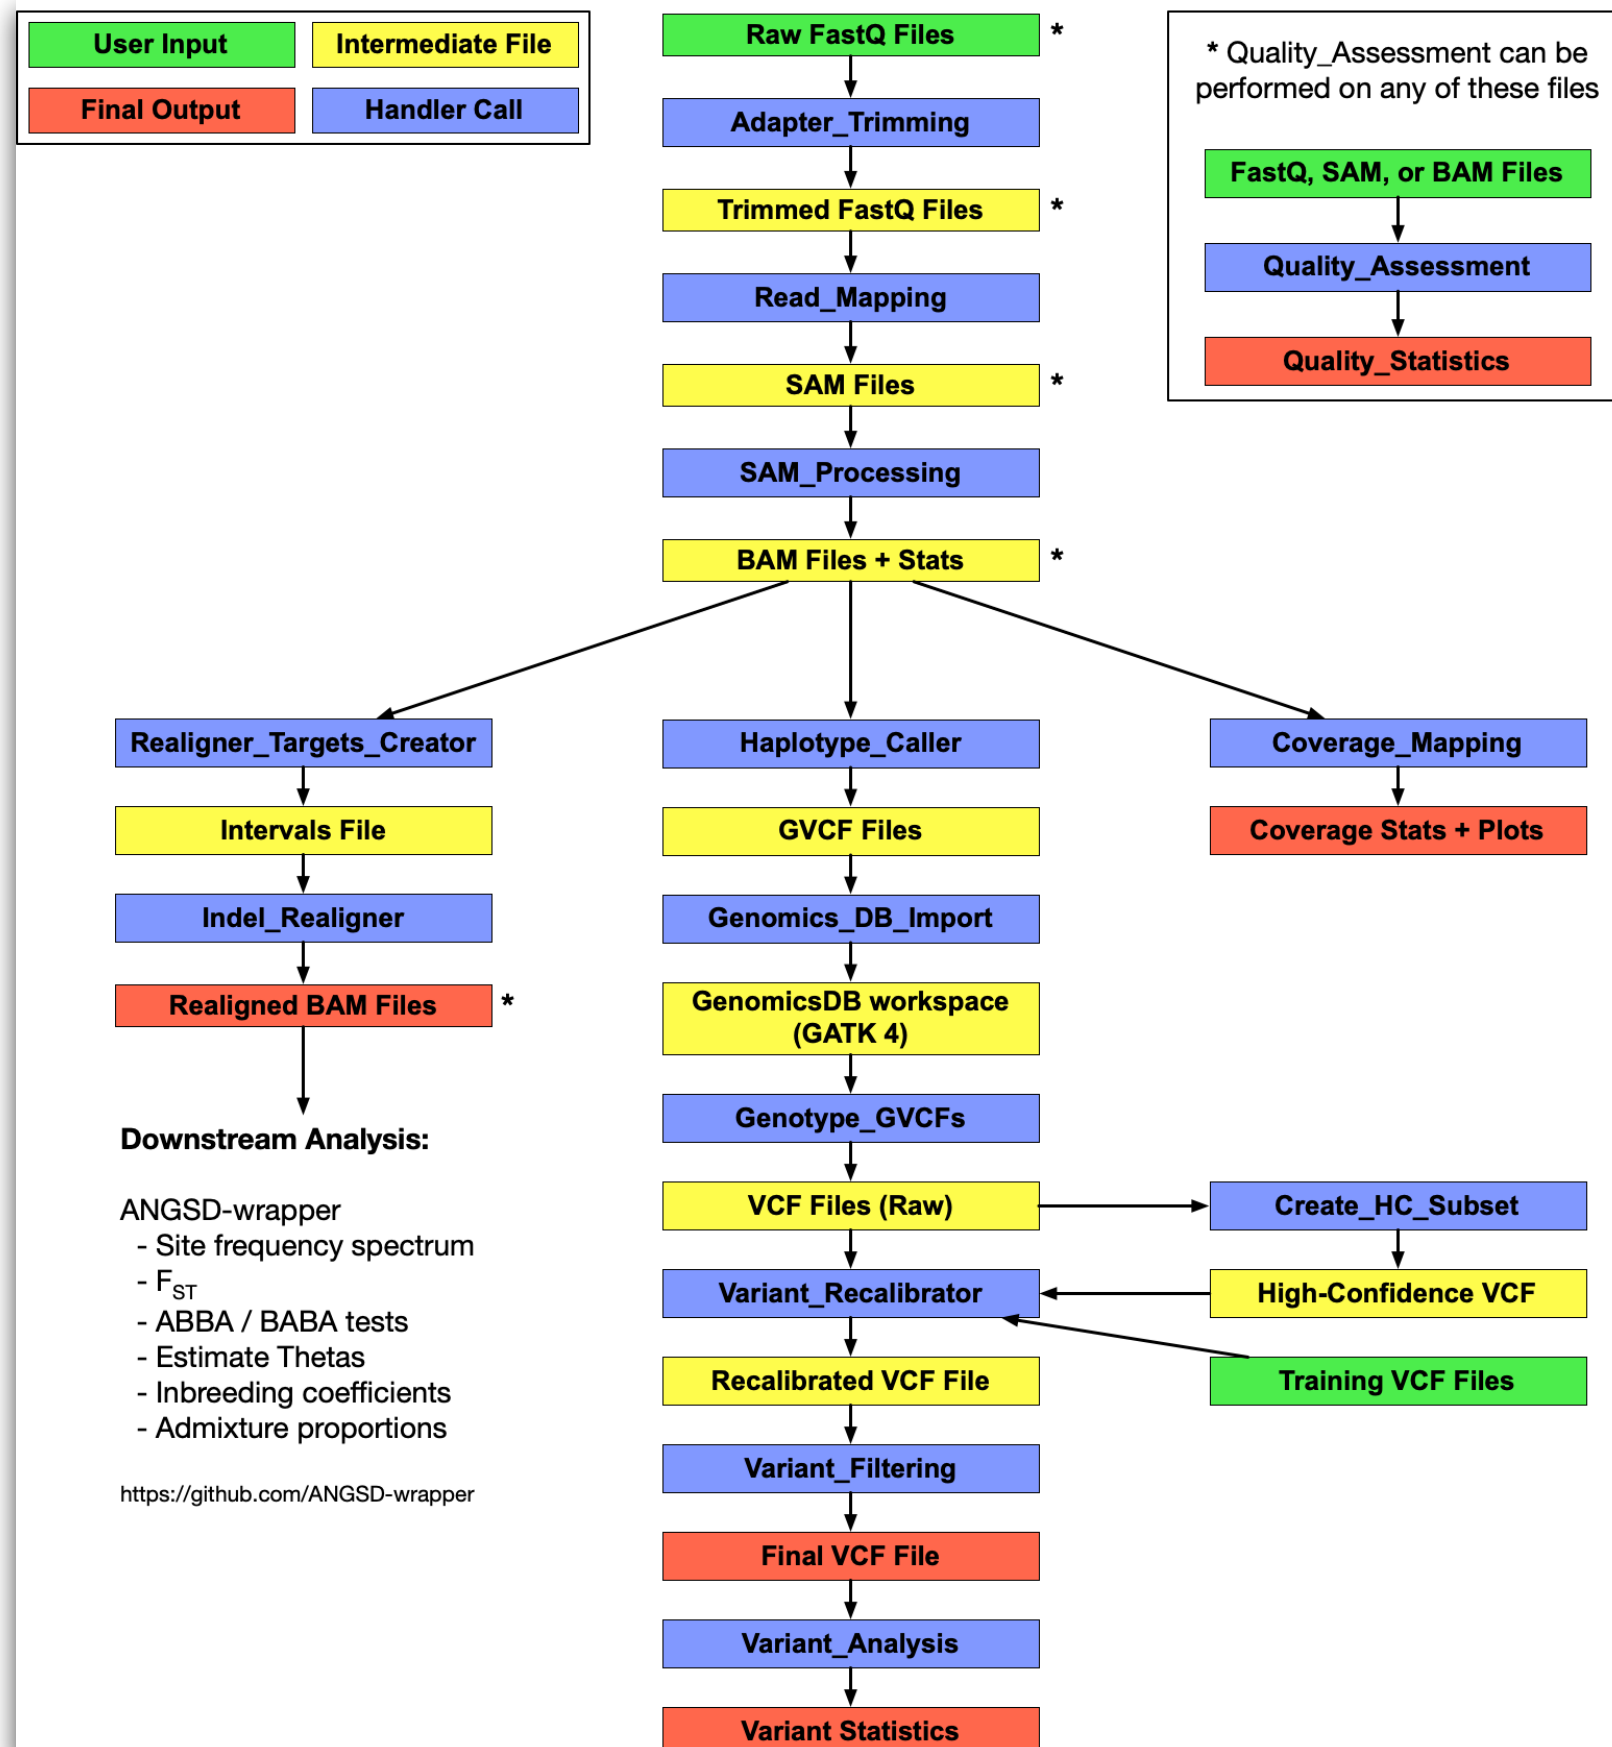 User Input
Intermediate File
Final Output
Handler Call
Raw FastQ Files *
Adapter_Trimming
Trimmed FastQ Files *
Read_Mapping
SAM Files *
SAM_Processing
BAM Files + Stats *
* Quality_Assessment can be
performed on any of these files
FastQ, SAM, or BAM Files
Quality_Assessment
Quality_Statistics
Realigner_Targets_Creator
Intervals File
Indel_Realigner
Realigned BAM Files *
Downstream Analysis:
ANGSD-wrapper
- Site frequency spectrum
- FST
- ABBA / BABA tests
- Estimate Thetas
- Inbreeding coefficients
- Admixture proportions
https://github.com/ANGSD-wrapper
Haplotype_Caller
GVCF Files
Genomics_DB_Import
GenomicsDB workspace
(GATK 4)
Genotype_GVCFs
VCF Files (Raw)
Variant_Recalibrator
Recalibrated VCF File
Variant_Filtering
Final VCF File
Variant_Analysis
Variant Statistics
Coverage_Mapping
Coverage Stats + Plots
Create_HC_Subset
High-Confidence VCF
Training VCF Files